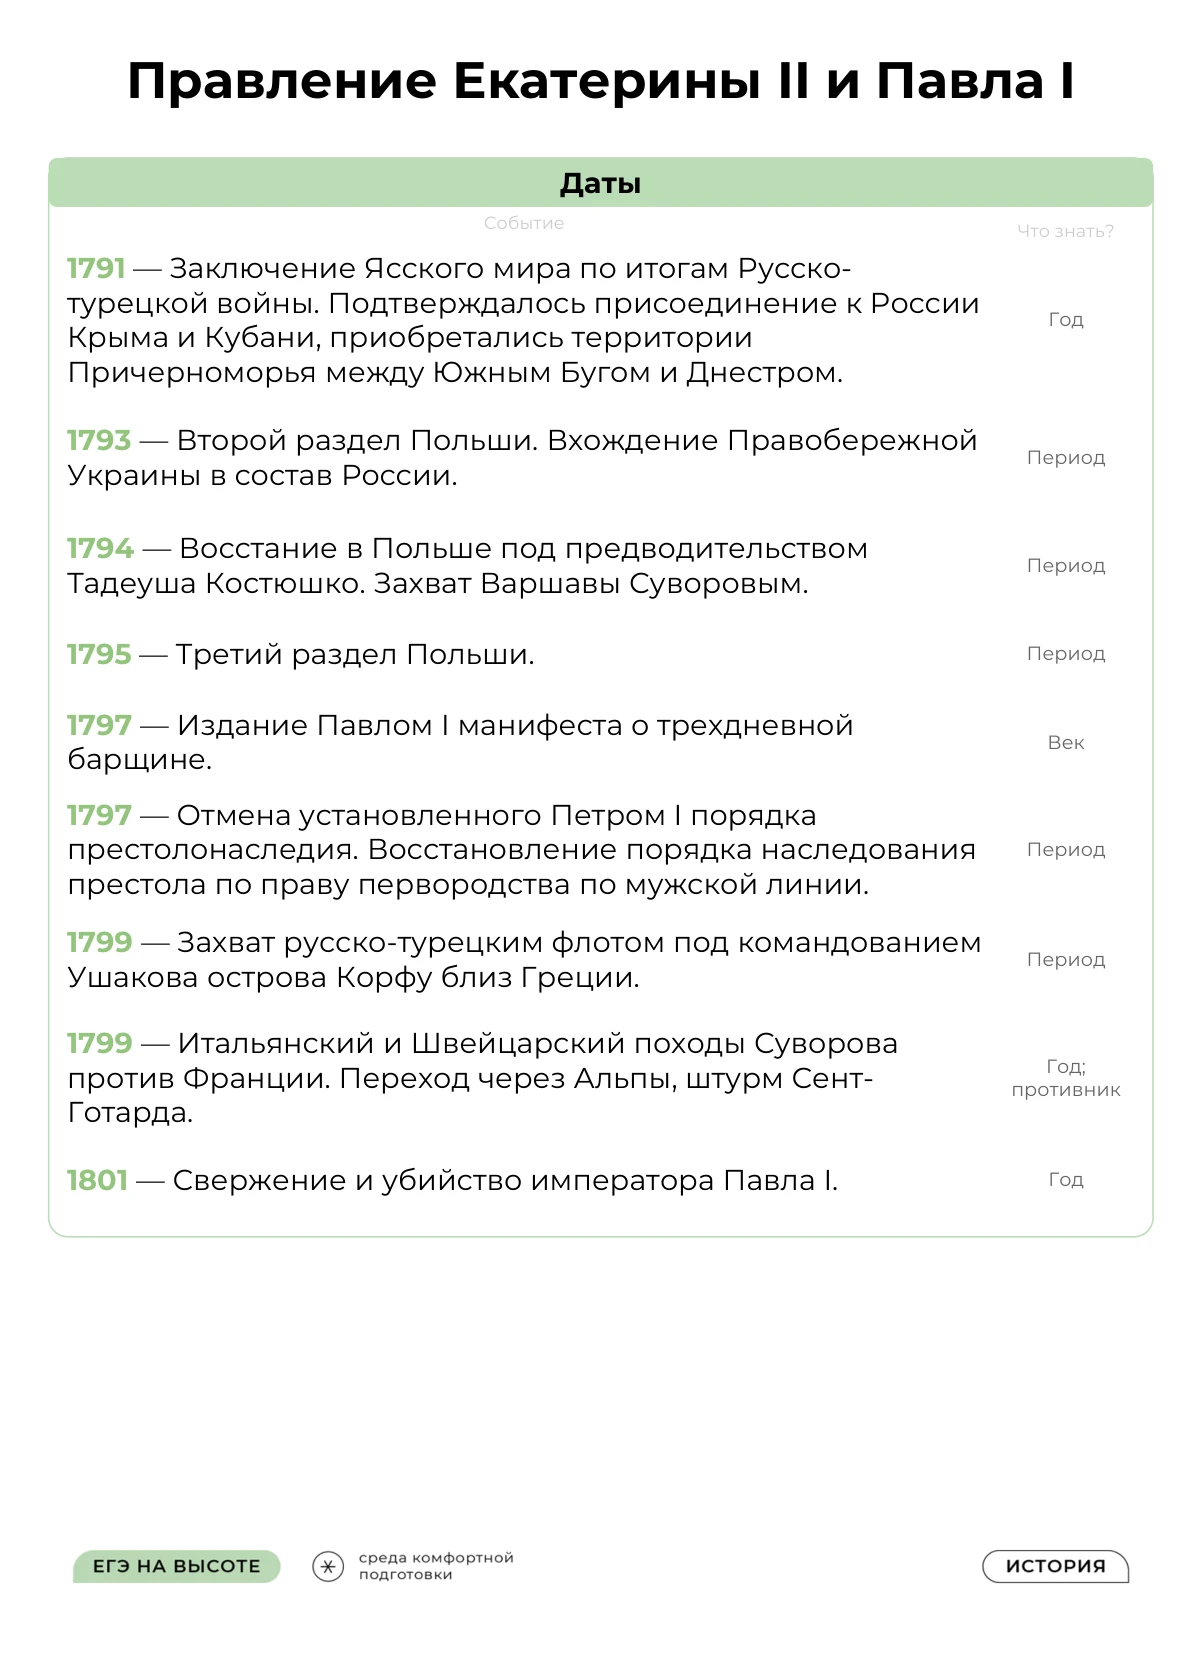 Правление Екатерины II и Павла I
Даты
Событие
Что знать?
1791 — Заключение Ясского мира по итогам Русско-
турецкой войны. Подтверждалось присоединение к России
Крыма и Кубани, приобретались территории
Причерноморья между Южным Бугом и Днестром.
Год
1793 — Второй раздел Польши. Вхождение Правобережной
Украины в состав России.
Период
1794 — Восстание в Польше под предводительством
Тадеуша Костюшко. Захват Варшавы Суворовым.
Период
1795 — Третий раздел Польши.
Период
1797 — Издание Павлом I манифеста о трехдневной
барщине.
Век
1797 — Отмена установленного Петром I порядка
престолонаследия. Восстановление порядка наследования
престола по праву первородства по мужской линии.
Период
1799 — Захват русско-турецким флотом под командованием
Ушакова острова Корфу близ Греции.
Период
1799 — Итальянский и Швейцарский походы Суворова
против Франции. Переход через Альпы, штурм Сент-
Готарда.
Год;
противник
1801 — Свержение и убийство императора Павла I.
Год
ЕГЭ НА ВЫСОТЕ
среда комфортной
подготовки
ИСТОРИЯ